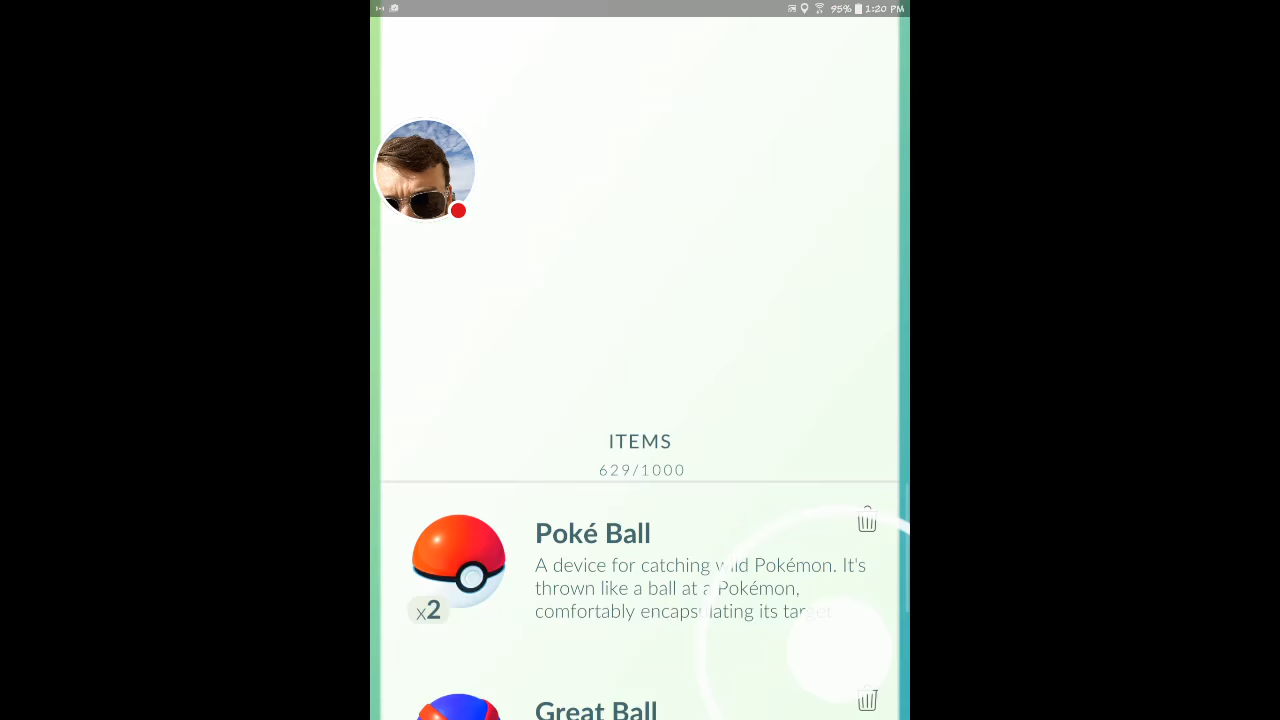 95% 1:20 PM
ITEMS
629/1000
Poké Ball
A device for catching wild Pokémon. It's
thrown like a ball at a Pokémon,
comfortably encapsulating its target
x2
Great Ball